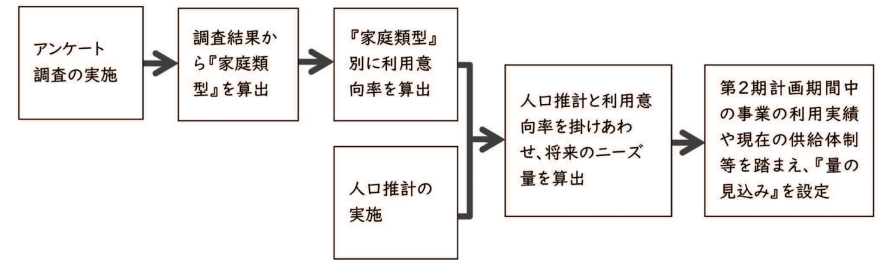 アンケート
調査の実施
調査結果か
ら『家庭類
型』を算出
『家庭類型』
別に利用意
向率を算出
人口推計の
実施
人口推計と利用意
向率を掛けあわ
せ、将来のニーズ
量を算出
第2期計画期間中
の事業の利用実績
や現在の供給体制
等を踏まえ、『量の
見込み』を設定